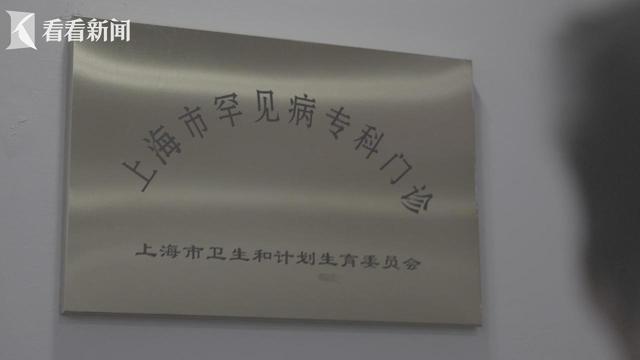 看看新闻
上海市罕见病专科门诊
上海市卫生和计划生育委员会